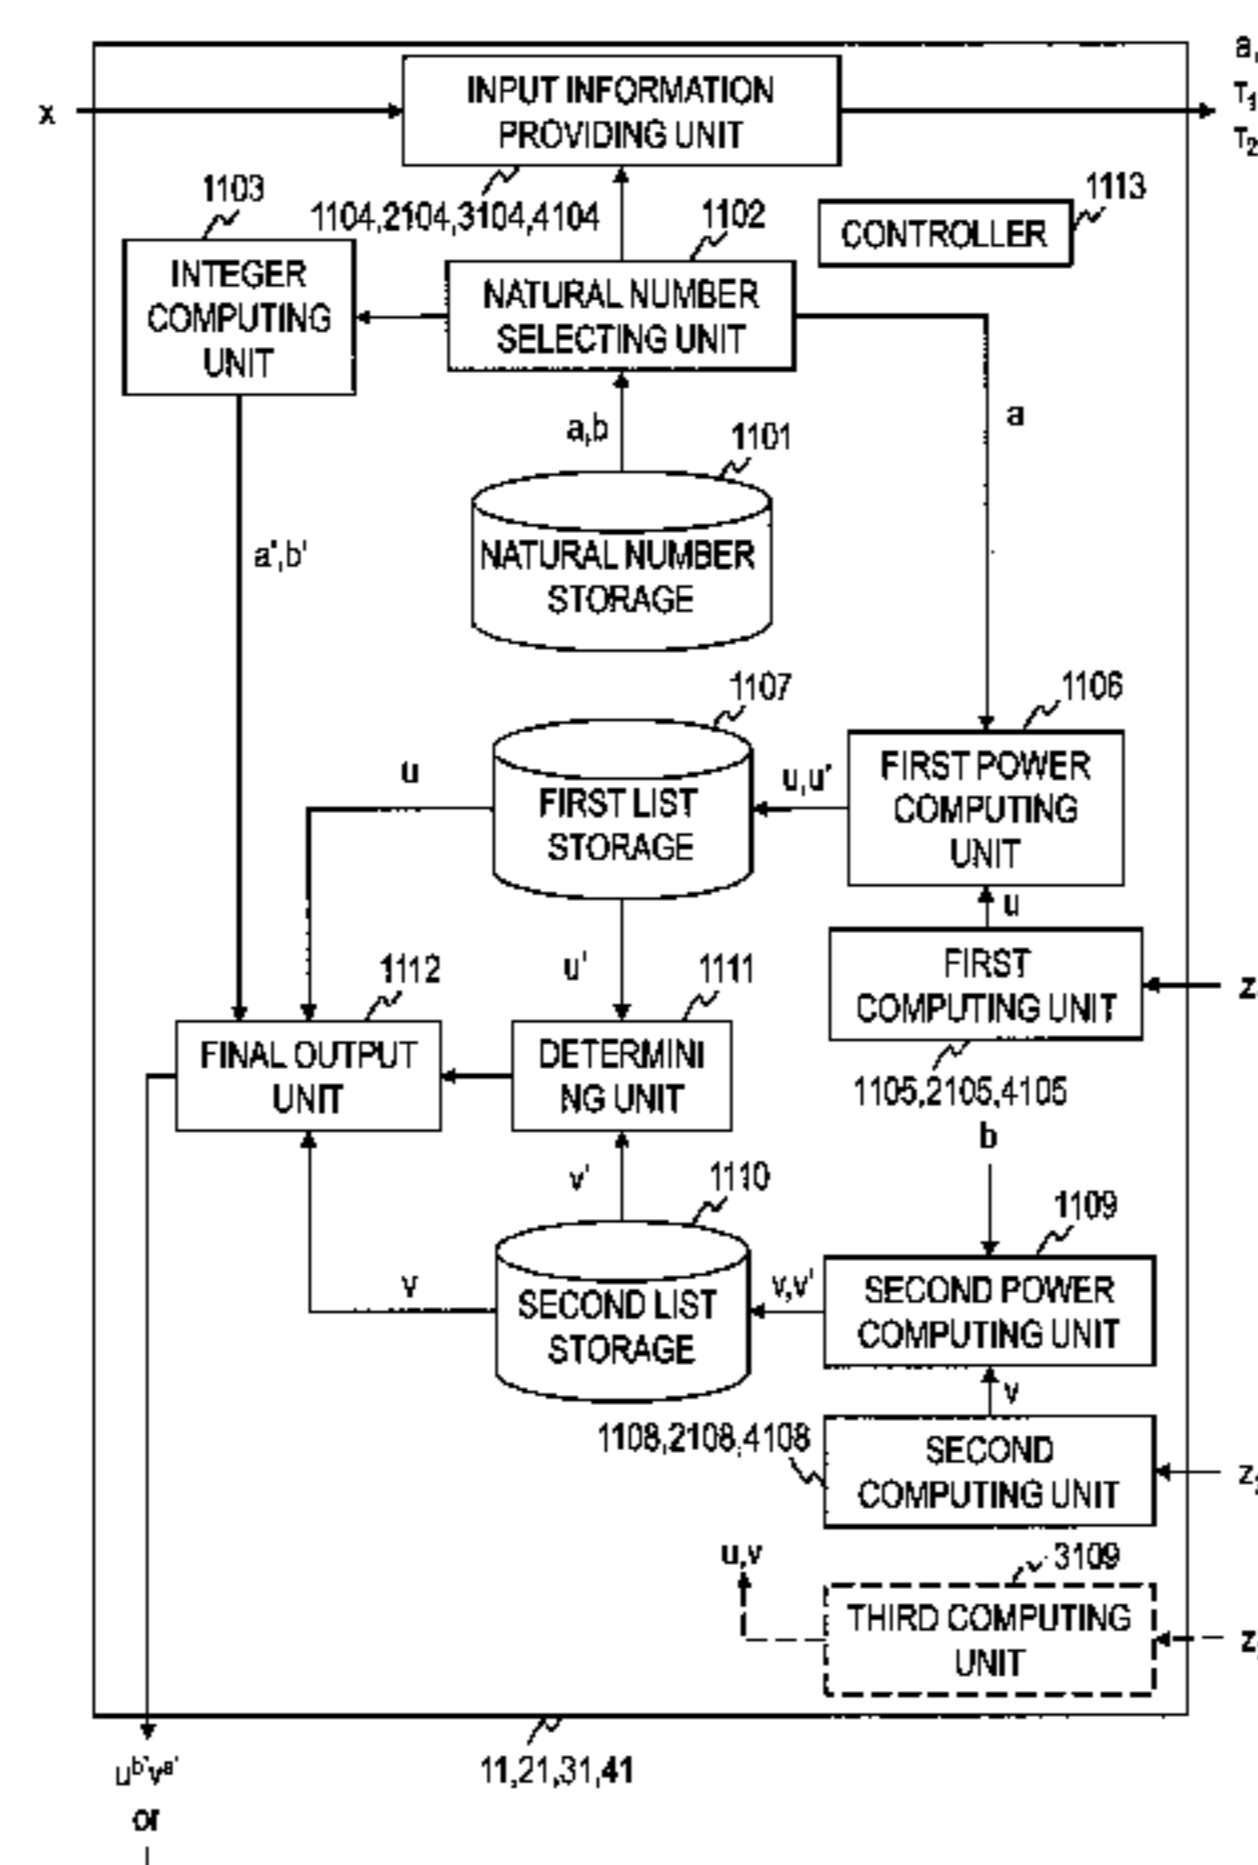 a,
x
INPUT INFORMATION
PROVIDING UNIT
T1
T2
1103
1104,2104,3104,4104
1102
1113
CONTROLLER
INTEGER
COMPUTING
UNIT
NATURAL NUMBER
SELECTING UNIT
a
a,b
1101
a',b'
NATURAL NUMBER
STORAGE
1107
1106
u
u,u'
FIRST LIST
STORAGE
FIRST POWER
COMPUTING
UNIT
u
u'
1112
1111
FIRST
COMPUTING UNIT
z
FINAL OUTPUT
UNIT
DETERMINI
NG UNIT
1105,2105,4105
b
v'
1110
1109
v
v,v'
SECOND LIST
STORAGE
SECOND POWER
COMPUTING UNIT
v
1108,2108,4108
SECOND
COMPUTING UNIT
z
u,v
3109
THIRD COMPUTING
UNIT
z
11,21,31,41
u^b'v^a'
or